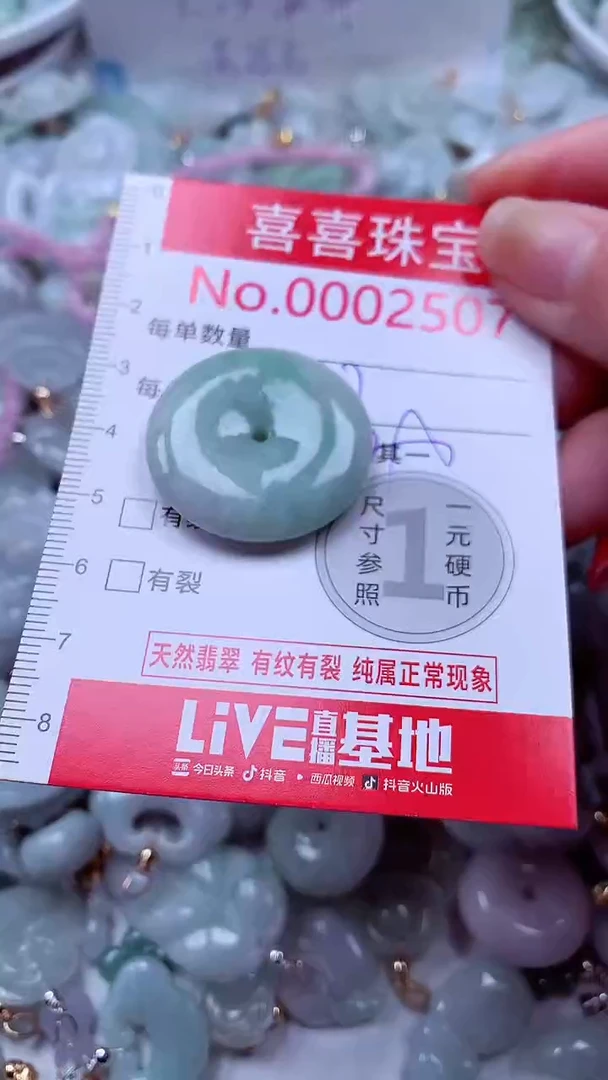 喜喜珠宝
No.0002507
每单数量
每
其一
有
有裂
尺寸参照
1
一元硬币
天然翡翠 有纹有裂 纯属正常现象
LiVE直播基地
头条 今日头条 抖音 西瓜视频 抖音火山版
0
1
2
3
4
5
6
7
8